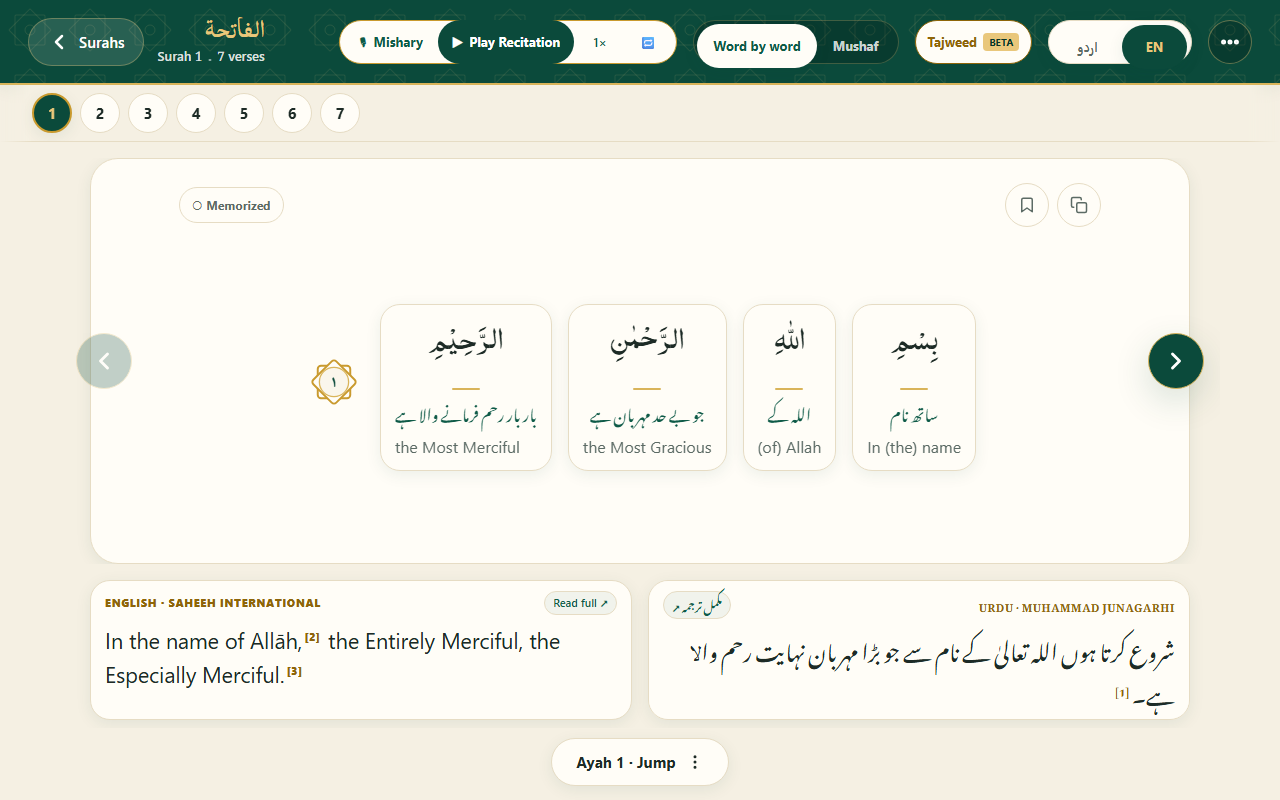 Surahs
الفاتحة
Surah 1 . 7 verses
Mishary
Play Recitation
1×
Word by word
Mushaf
Tajweed BETA
اردو
EN
1 2 3 4 5 6 7
Memorized
بِسْمِ اللّٰهِ الرَّحْمٰنِ الرَّحِيْمِ ١
ساتھ نام
اللہ کے
جو بے حد مہربان ہے
بار بار رحم فرمانے والا ہے
In (the) name
(of) Allah
the Most Gracious
the Most Merciful
ENGLISH · SAHEEH INTERNATIONAL
Read full ↗
In the name of Allāh,[2] the Entirely Merciful, the
Especially Merciful.[3]
URDU · MUHAMMAD JUNAGARHI
مکمل ترجمہ ↗
شروع کرتا ہوں اللہ تعالیٰ کے نام سے جو بڑا مہربان نہایت رحم والا
ہے۔ [1]
Ayah 1 · Jump